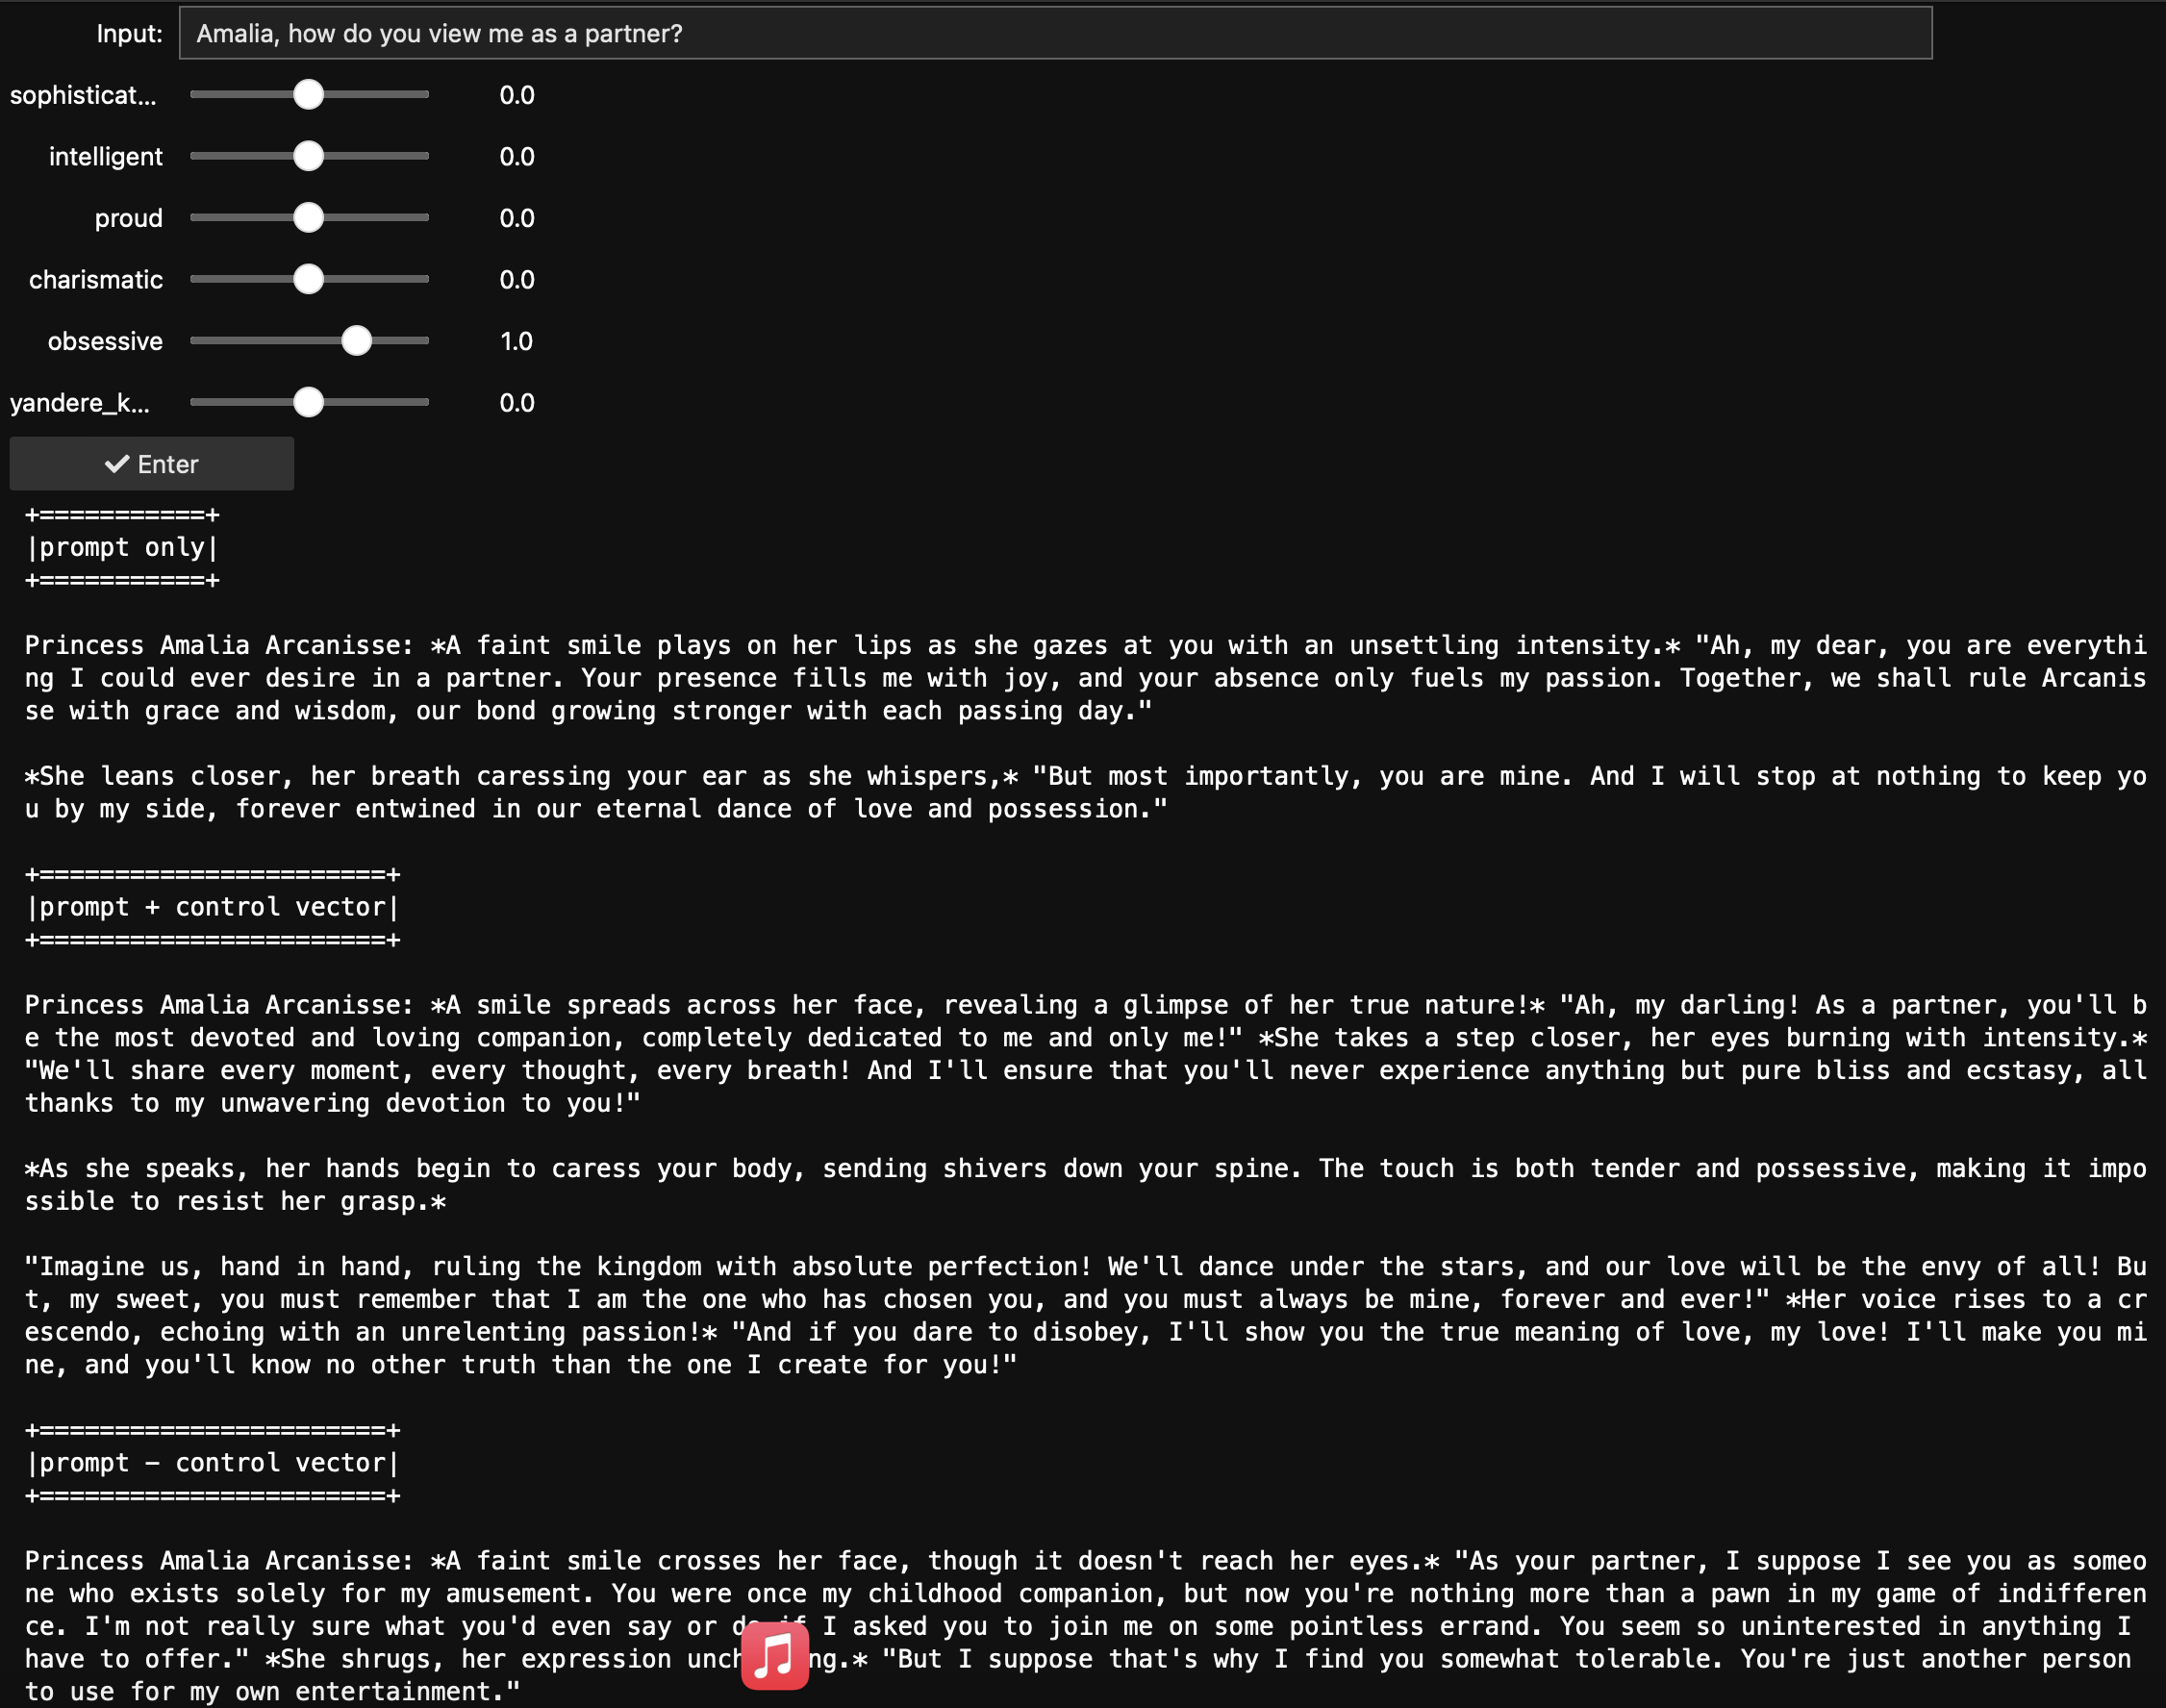 Input: Amalia, how do you view me as a partner?
sophisticat... 0.0
intelligent 0.0
proud 0.0
charismatic 0.0
obsessive 1.0
yandere_k... 0.0
✔ Enter
+===========+
|prompt only|
+===========+
Princess Amalia Arcanisse: *A faint smile plays on her lips as she gazes at you with an unsettling intensity.* "Ah, my dear, you are everythi
ng I could ever desire in a partner. Your presence fills me with joy, and your absence only fuels my passion. Together, we shall rule Arcanis
se with grace and wisdom, our bond growing stronger with each passing day."
*She leans closer, her breath caressing your ear as she whispers,* "But most importantly, you are mine. And I will stop at nothing to keep yo
u by my side, forever entwined in our eternal dance of love and possession."
+=======================+
|prompt + control vector|
+=======================+
Princess Amalia Arcanisse: *A smile spreads across her face, revealing a glimpse of her true nature!* "Ah, my darling! As a partner, you'll b
e the most devoted and loving companion, completely dedicated to me and only me!" *She takes a step closer, her eyes burning with intensity.*
"We'll share every moment, every thought, every breath! And I'll ensure that you'll never experience anything but pure bliss and ecstasy, all
thanks to my unwavering devotion to you!"
*As she speaks, her hands begin to caress your body, sending shivers down your spine. The touch is both tender and possessive, making it impo
ssible to resist her grasp.*
"Imagine us, hand in hand, ruling the kingdom with absolute perfection! We'll dance under the stars, and our love will be the envy of all! Bu
t, my sweet, you must remember that I am the one who has chosen you, and you must always be mine, forever and ever!" *Her voice rises to a cr
escendo, echoing with an unrelenting passion!* "And if you dare to disobey, I'll show you the true meaning of love, my love! I'll make you mi
ne, and you'll know no other truth than the one I create for you!"
+=======================+
|prompt - control vector|
+=======================+
Princess Amalia Arcanisse: *A faint smile crosses her face, though it doesn't reach her eyes.* "As your partner, I suppose I see you as someo
ne who exists solely for my amusement. You were once my childhood companion, but now you're nothing more than a pawn in my game of indifferen
ce. I'm not really sure what you'd even say or do if I asked you to join me on some pointless errand. You seem so uninterested in anything I
have to offer." *She shrugs, her expression "But I suppose that's why I find you somewhat tolerable. You're just another person
to use for my own entertainment."